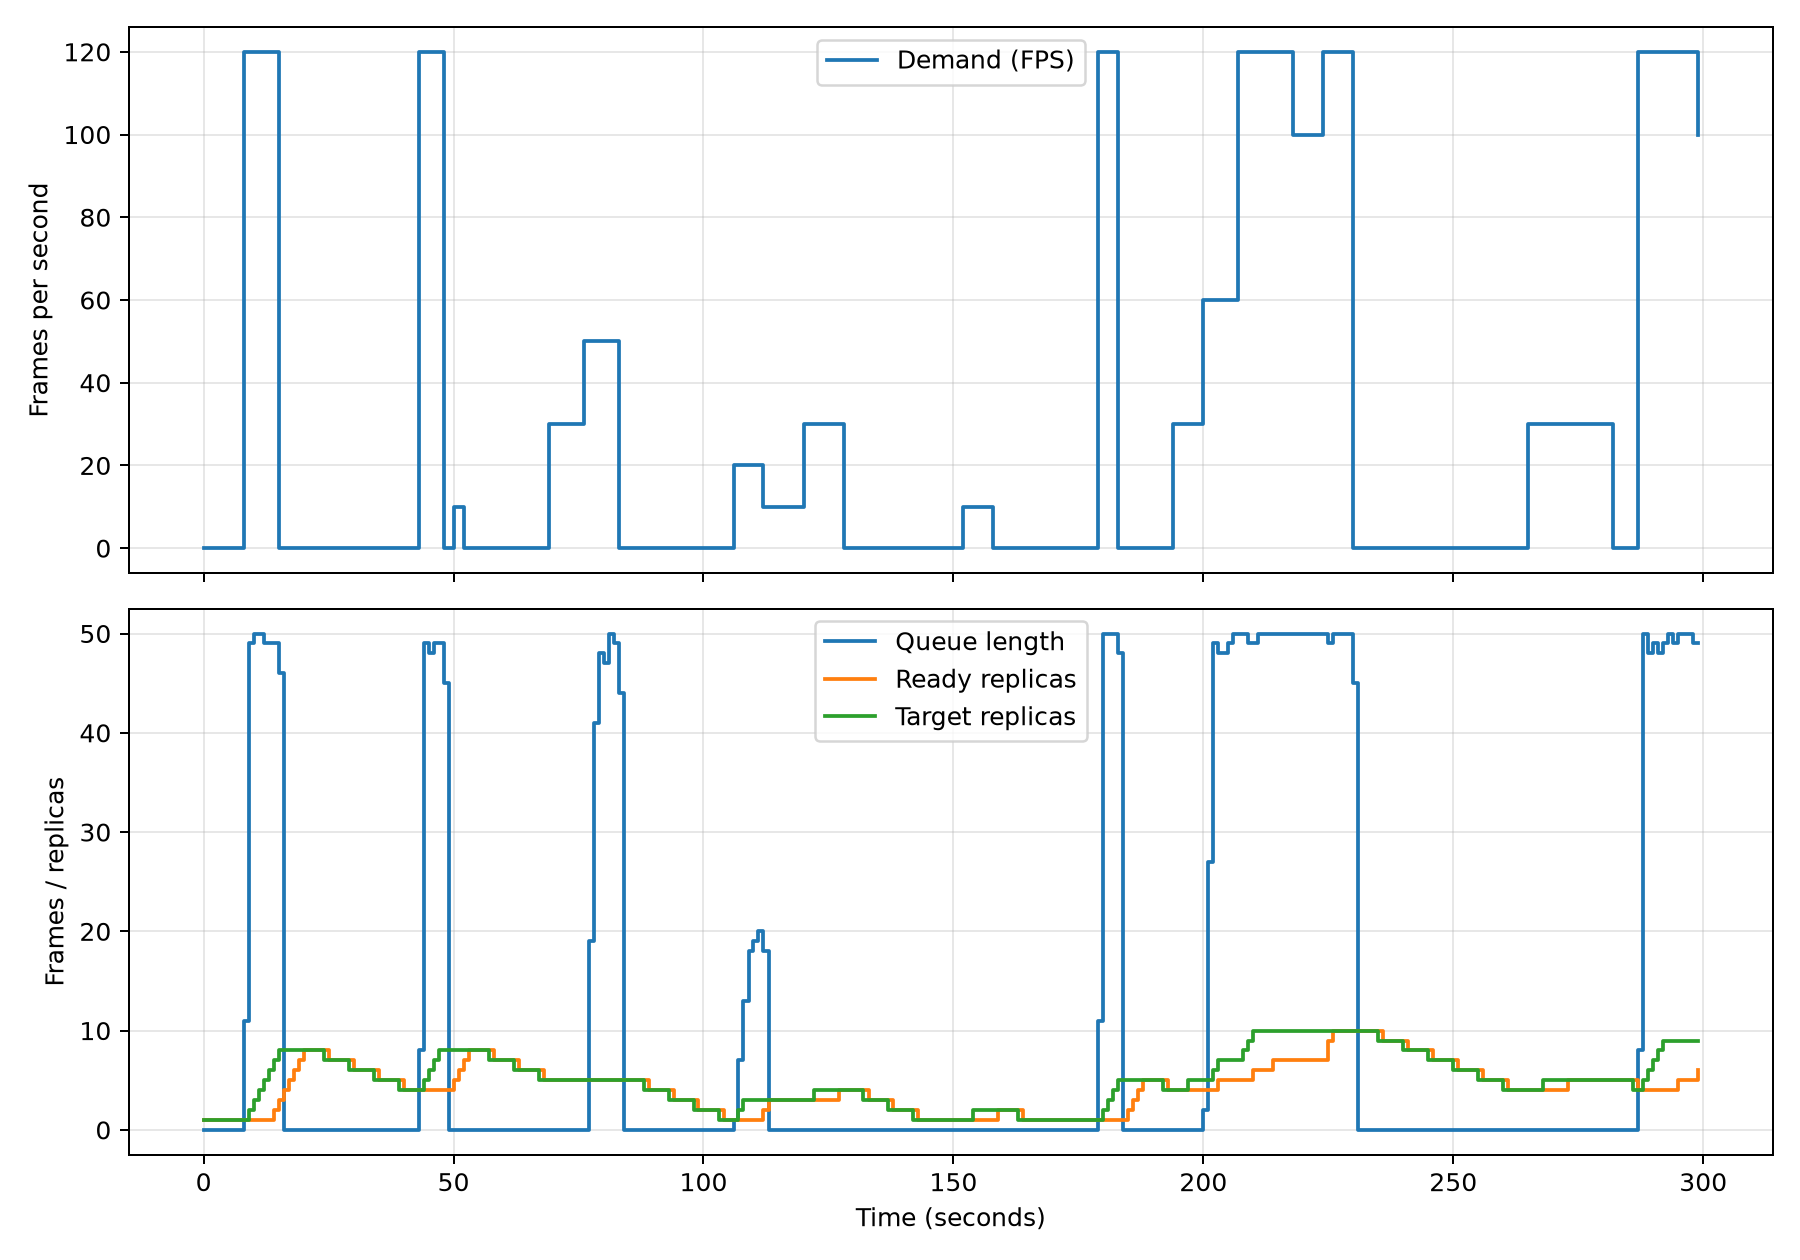 120
100
80
60
40
20
0
Frames per second
Demand (FPS)
50
40
30
20
10
0
Frames / replicas
Queue length
Ready replicas
Target replicas
0 50 100 150 200 250 300
Time (seconds)